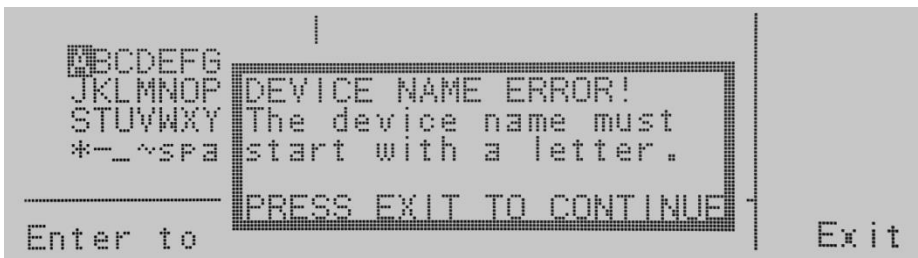 ABCDEFG
JKLMNOP
STUVWXY
*-_~spa
DEVICE NAME ERROR!
The device name must
start with a letter.
PRESS EXIT TO CONTINUE
Enter to
Exit